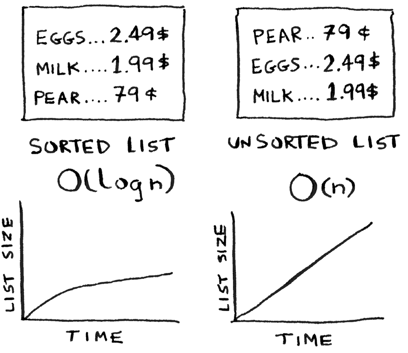 EGGS... 2.49$
MILK.... 1.99$
PEAR.... 79¢
SORTED LIST
O(log n)
LIST SIZE
TIME
PEAR.. 79¢
EGGS... 2.49$
MILK.... 1.99$
UNSORTED LIST
O(n)
LIST SIZE
TIME